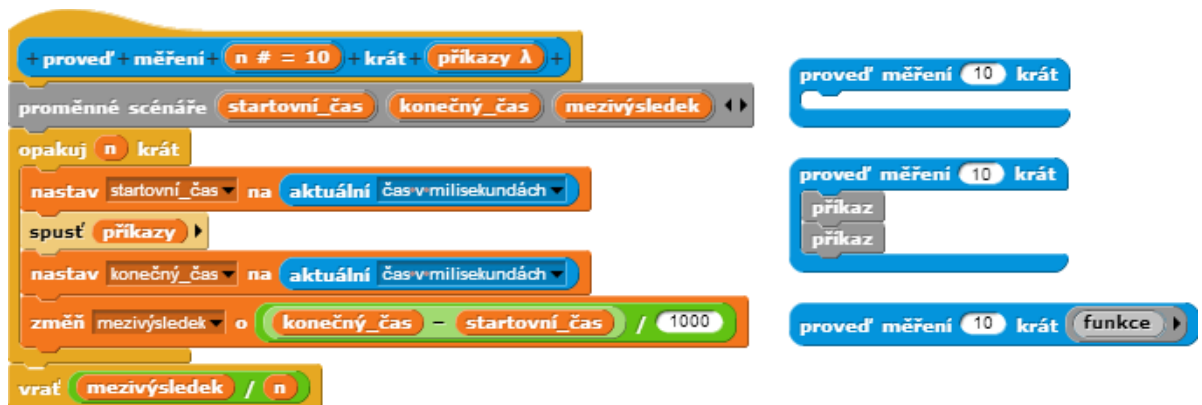 + proveď + měření + n # = 10 + krát + příkazy λ +
proměnné scénáře startovní_čas konečný_čas mezivýsledek
opakuj n krát
nastav startovní_čas na aktuální čas v milisekundách
spusť příkazy
nastav konečný_čas na aktuální čas v milisekundách
změň mezivýsledek o konečný_čas - startovní_čas / 1000
vrať mezivýsledek / n
proveď měření 10 krát
proveď měření 10 krát
příkaz
příkaz
proveď měření 10 krát funkce